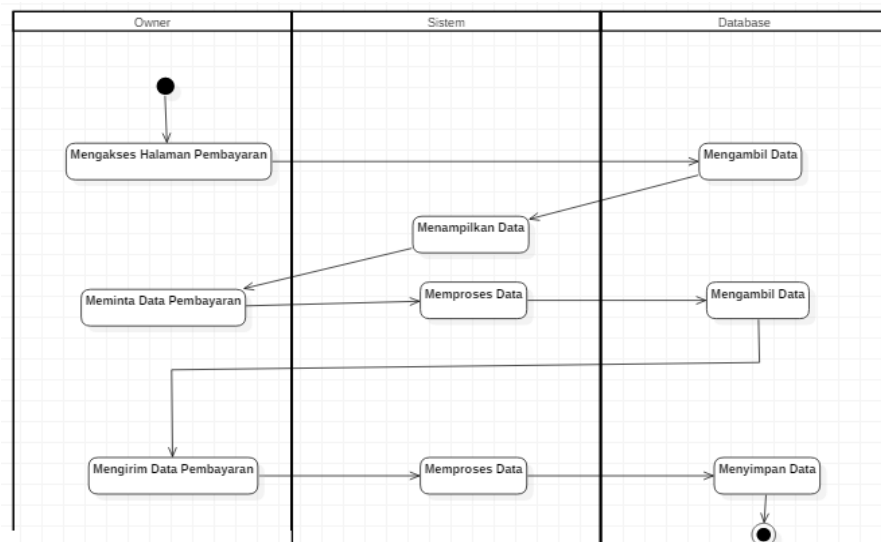 Owner
Sistem
Database
Mengakses Halaman Pembayaran
Mengambil Data
Menampilkan Data
Meminta Data Pembayaran
Memproses Data
Mengambil Data
Mengirim Data Pembayaran
Memproses Data
Menyimpan Data